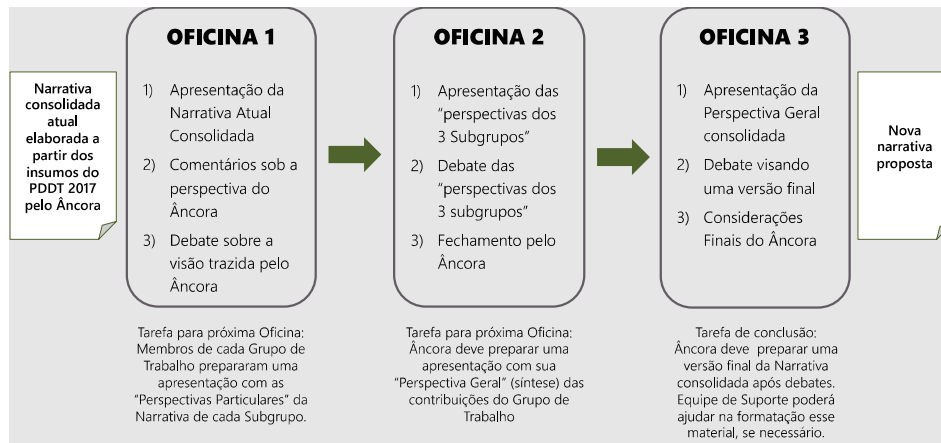 Narrativa
consolidada
atual
elaborada a
partir dos
insumos do
PDDT 2017
pelo Âncora
OFICINA 1
1) Apresentação da
Narrativa Atual
Consolidada
2) Comentários sob a
perspectiva do
Âncora
3) Debate sobre a
visão trazida pelo
Âncora
Tarefa para próxima Oficina:
Membros de cada Grupo de
Trabalho prepararam uma
apresentação com as
“Perspectivas Particulares” da
Narrativa de cada Subgrupo.
OFICINA 2
1) Apresentação das
“perspectivas dos
3 Subgrupos”
2) Debate das
“perspectivas dos
3 subgrupos”
3) Fechamento pelo
Âncora
Tarefa para próxima Oficina:
Âncora deve preparar uma
apresentação com sua
“Perspectiva Geral” (síntese) das
contribuições do Grupo de
Trabalho
OFICINA 3
1) Apresentação da
Perspectiva Geral
consolidada
2) Debate visando
uma versão final
3) Considerações
Finais do Âncora
Tarefa de conclusão:
Âncora deve preparar uma
versão final da Narrativa
consolidada após debates.
Equipe de Suporte poderá
ajudar na formatação esse
material, se necessário.
Nova
narrativa
proposta